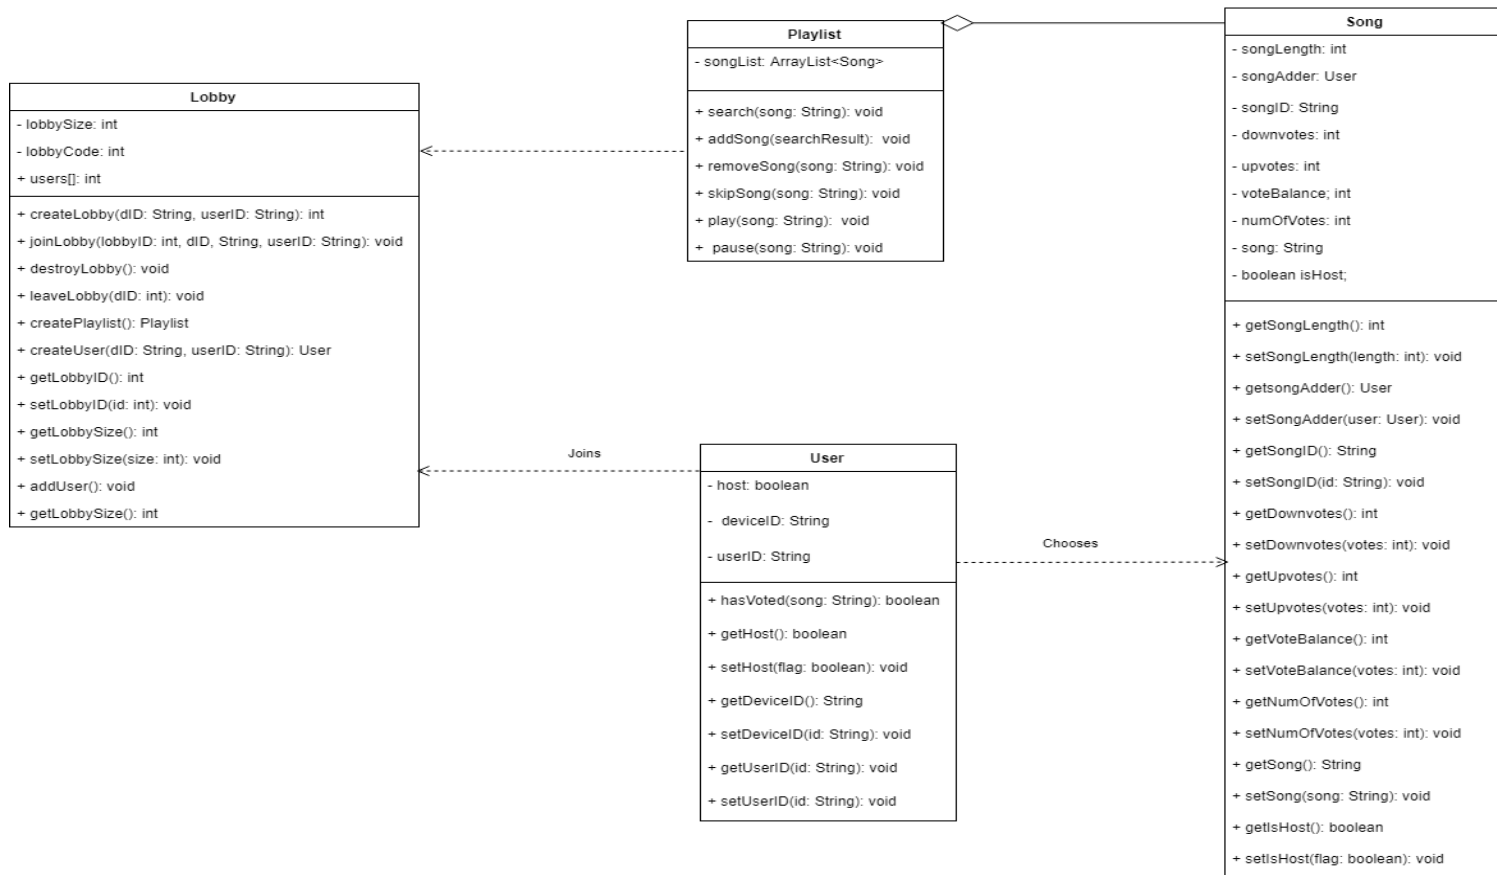 Lobby
- lobbySize: int
- lobbyCode: int
+ users[]: int
+ createLobby(dID: String, userID: String): int
+ joinLobby(lobbyID: int, dID, String, userID: String): void
+ destroyLobby(): void
+ leaveLobby(dID: int): void
+ createPlaylist(): Playlist
+ createUser(dID: String, userID: String): User
+ getLobbyID(): int
+ setLobbyID(id: int): void
+ getLobbySize(): int
+ setLobbySize(size: int): void
+ addUser(): void
+ getLobbySize(): int
Playlist
- songList: ArrayList<Song>
+ search(song: String): void
+ addSong(searchResult): void
+ removeSong(song: String): void
+ skipSong(song: String): void
+ play(song: String): void
+ pause(song: String): void
Joins
User
- host: boolean
- deviceID: String
- userID: String
+ hasVoted(song: String): boolean
+ getHost(): boolean
+ setHost(flag: boolean): void
+ getDeviceID(): String
+ setDeviceID(id: String): void
+ getUserID(id: String): void
+ setUserID(id: String): void
Chooses
Song
- songLength: int
- songAdder: User
- songID: String
- downvotes: int
- upvotes: int
- voteBalance; int
- numOfVotes: int
- song: String
- boolean isHost;
+ getSongLength(): int
+ setSongLength(length: int): void
+ getsongAdder(): User
+ setSongAdder(user: User): void
+ getSongID(): String
+ setSongID(id: String): void
+ getDownvotes(): int
+ setDownvotes(votes: int): void
+ getUpvotes(): int
+ setUpvotes(votes: int): void
+ getVoteBalance(): int
+ setVoteBalance(votes: int): void
+ getNumOfVotes(): int
+ setNumOfVotes(votes: int): void
+ getSong(): String
+ setSong(song: String): void
+ getIsHost(): boolean
+ setIsHost(flag: boolean): void